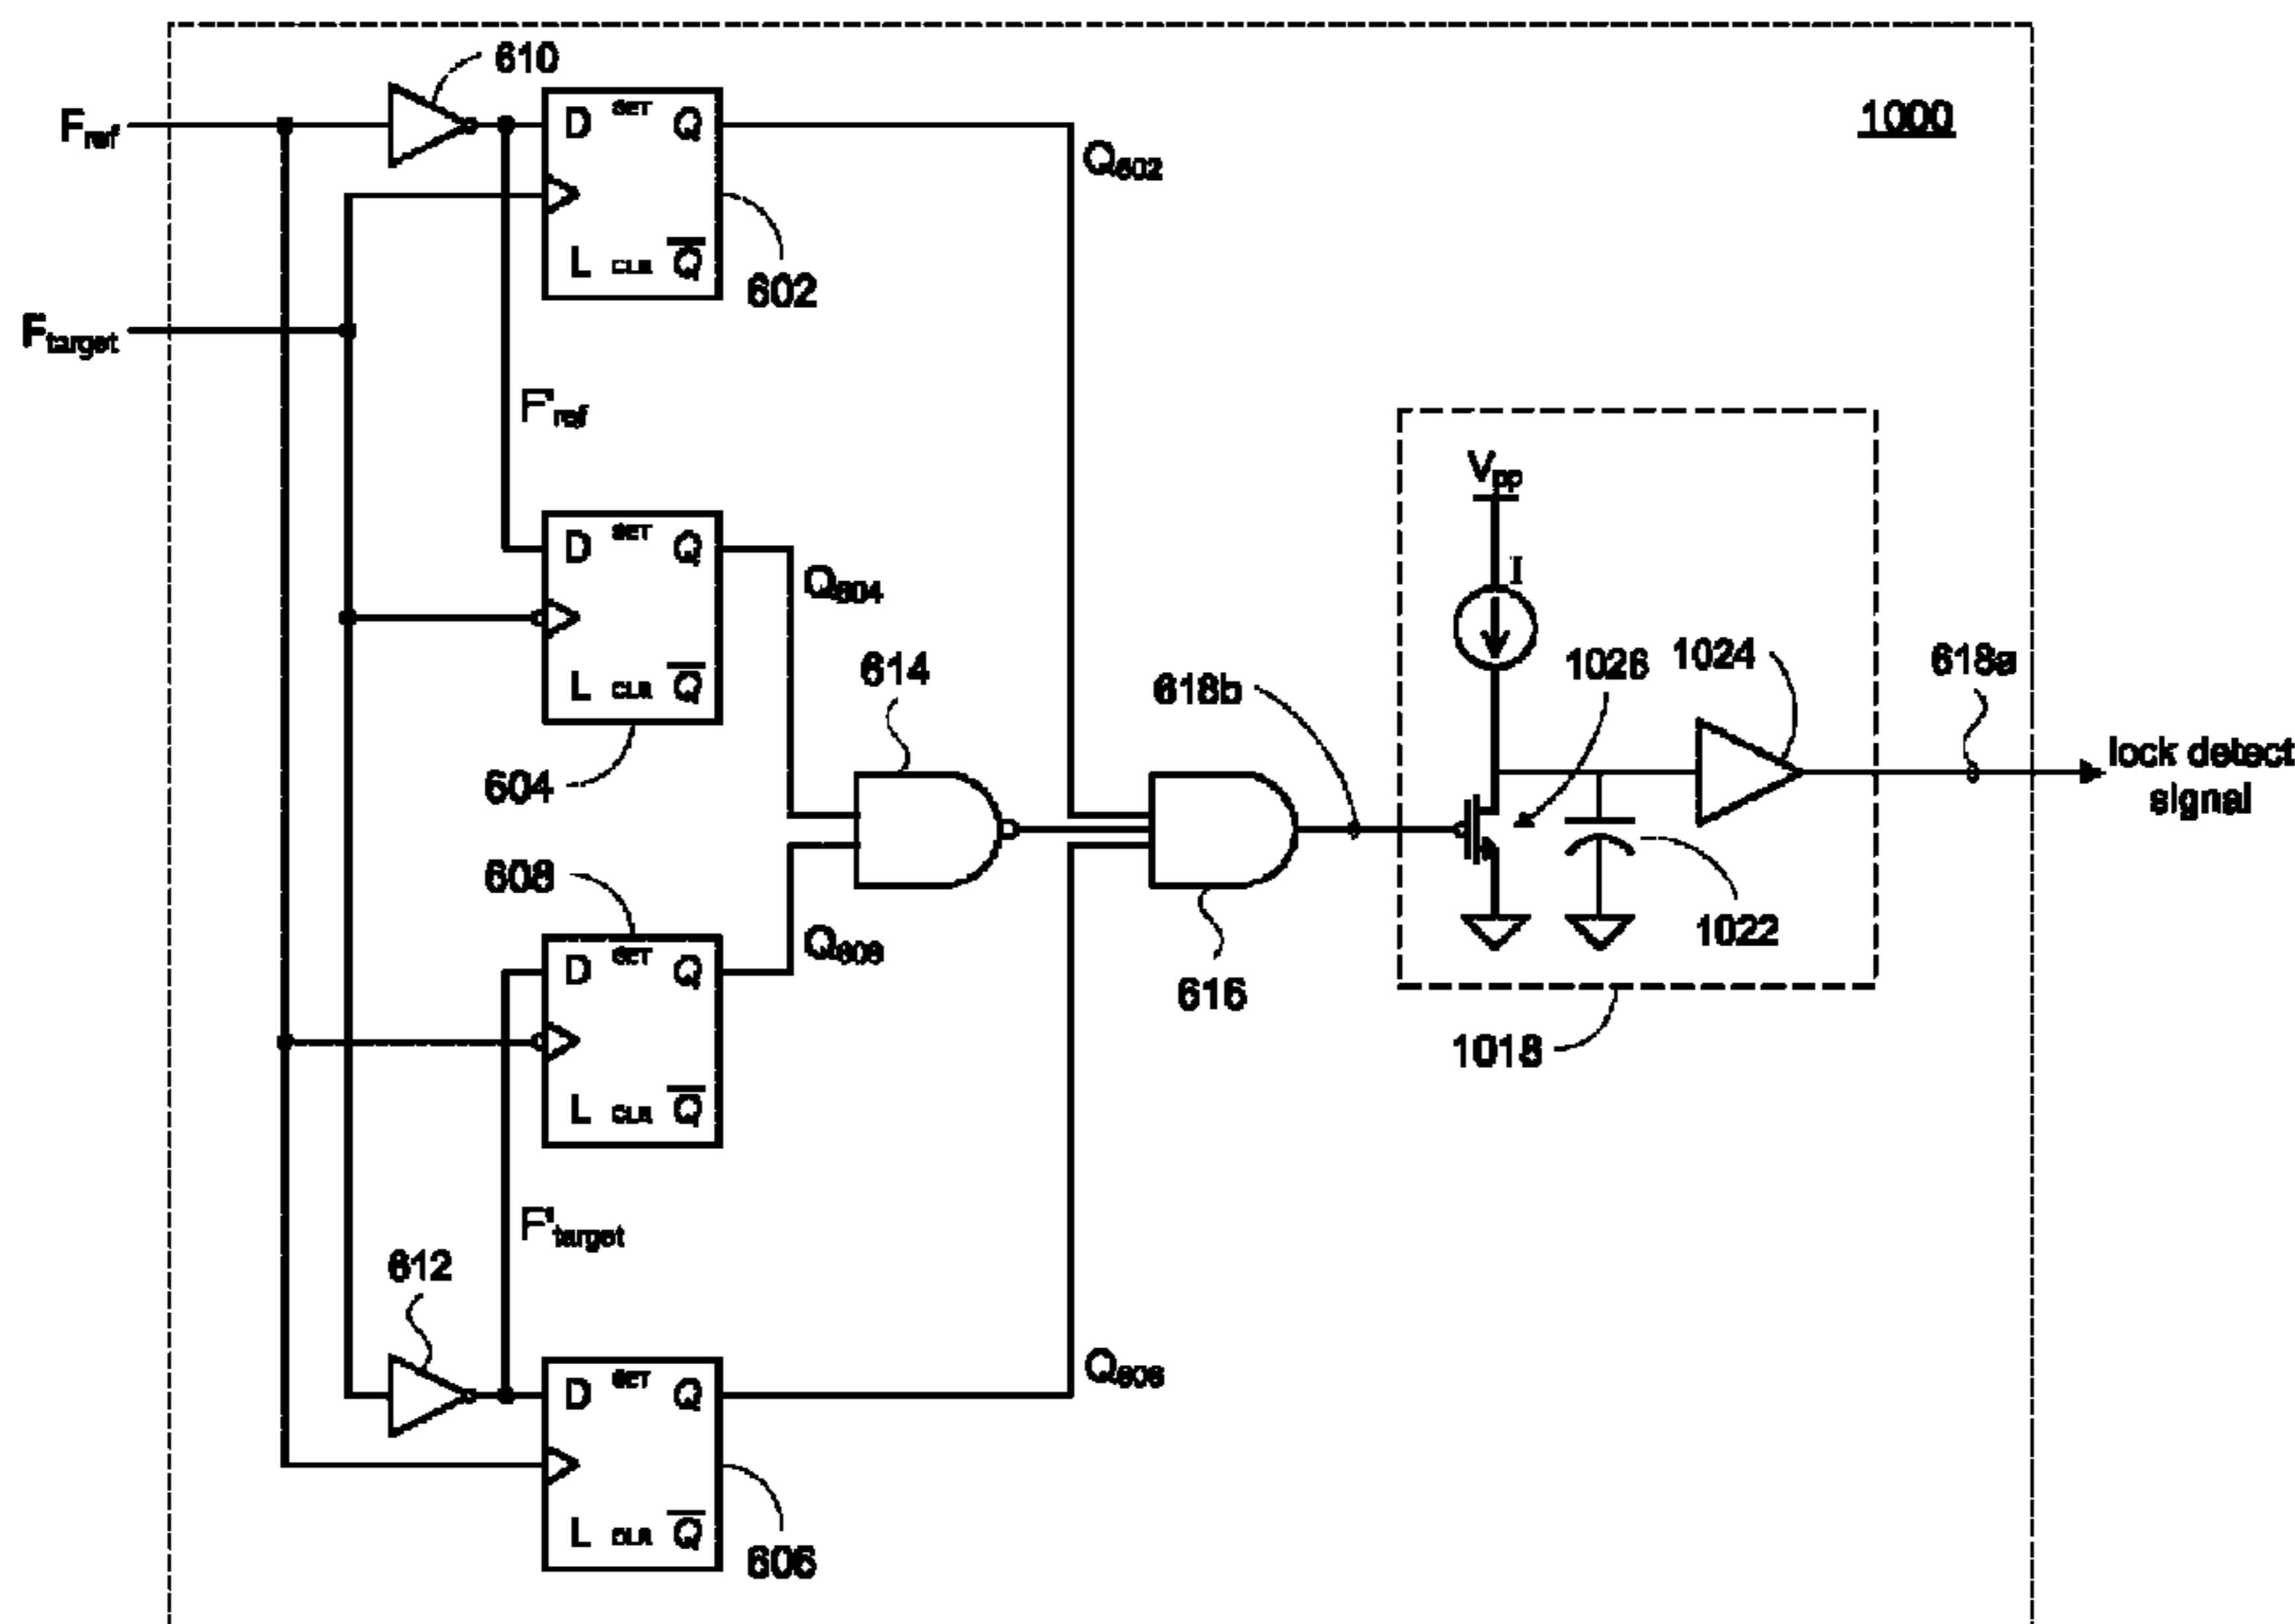 610
F_ref
D SET Q
1000
Q_602
L CLR Q̅
602
F_target
F'_ref
D SET Q
Q_604
V_DD
I
L CLR Q̅
614
618b
1026
1024
618a
lock detect
signal
604
608
Q_608
1022
D SET Q
616
1018
L CLR Q̅
F'_target
612
D SET Q
Q_606
L CLR Q̅
606